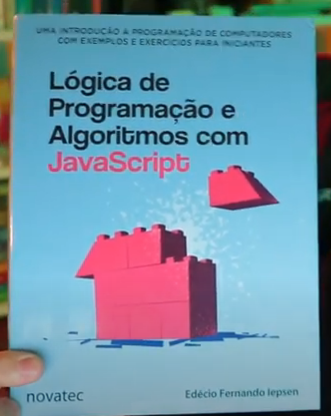 UMA INTRODUÇÃO À PROGRAMAÇÃO DE COMPUTADORES
COM EXEMPLOS E EXERCÍCIOS PARA INICIANTES
Lógica de
Programação e
Algoritmos com
JavaScript
novatec
Edécio Fernando Iepsen